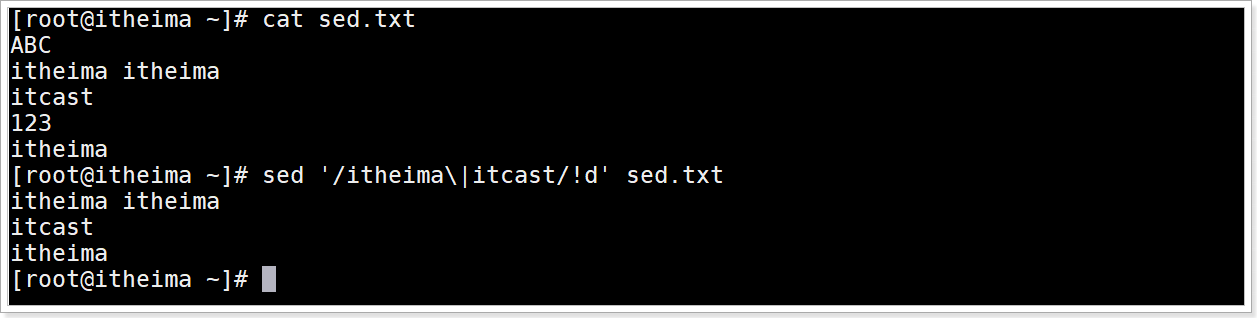 [root@itheima ~]# cat sed.txt
ABC
itheima itheima
itcast
123
itheima
[root@itheima ~]# sed '/itheima\|itcast/!d' sed.txt
itheima itheima
itcast
itheima
[root@itheima ~]#